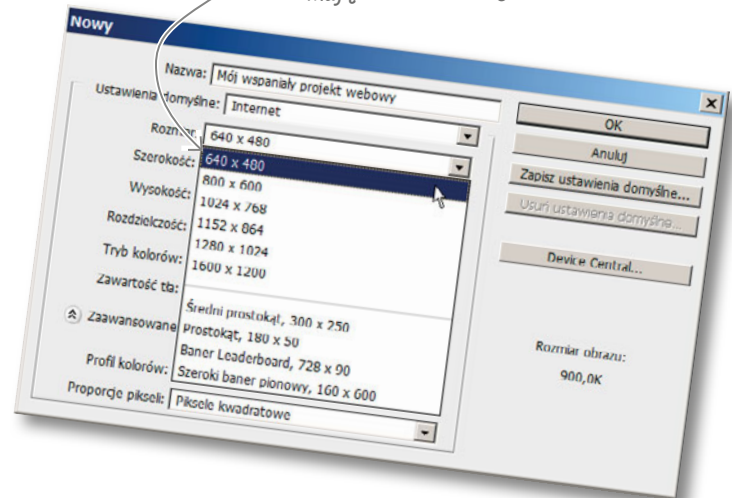 Nowy
Nazwa: Mój wspaniały projekt webowy
Ustawienia domyślne: Internet
Rozmiar: 640 x 480
Szerokość:
640 x 480
Wysokość:
800 x 600
1024 x 768
Rozdzielczość:
1152 x 864
Tryb kolorów:
1280 x 1024
1600 x 1200
Zawartość tła:
Średni prostokąt, 300 x 250
Zaawansowane
Prostokąt, 180 x 50
Baner Leaderboard, 728 x 90
Profil kolorów:
Szeroki baner pionowy, 160 x 600
Proporcje pikseli: Piksele kwadratowe
OK
Anuluj
Zapisz ustawienia domyślne...
Usuń ustawienia domyślne...
Device Central...
Rozmiar obrazu:
900,0K